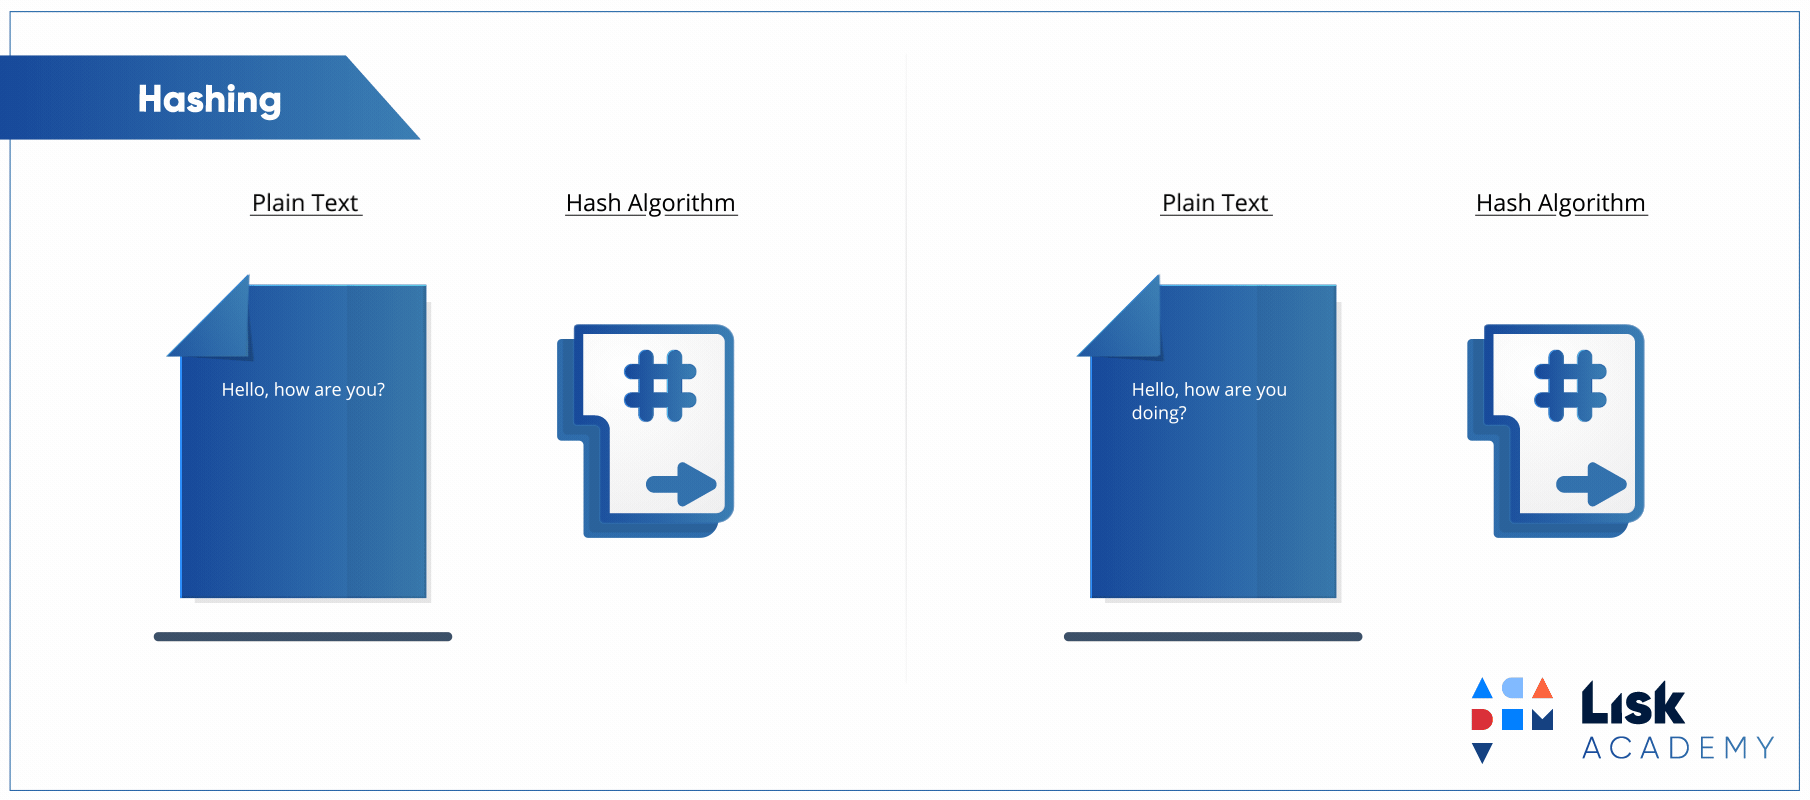 Hashing
Plain Text
Hash Algorithm
Hello, how are you?
Plain Text
Hash Algorithm
Hello, how are you
doing?
Lisk
ACADEMY